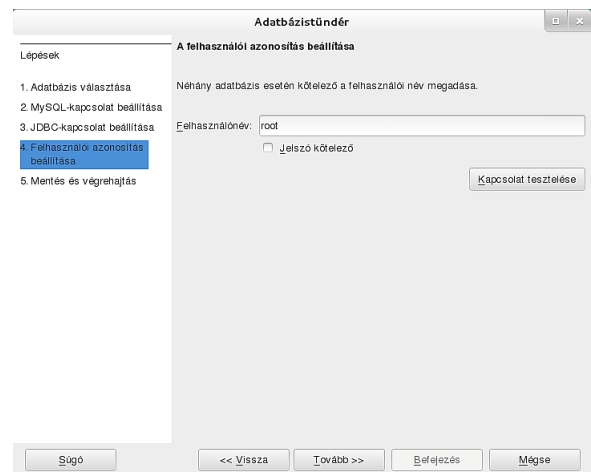 Adatbázistündér
Lépések
1. Adatbázis választása
2. MySQL-kapcsolat beállítása
3. JDBC-kapcsolat beállítása
4. Felhasználói azonosítás
beállítása
5. Mentés és végrehajtás
A felhasználói azonosítás beállítása
Néhány adatbázis esetén kötelező a felhasználói név megadása.
Felhasználónév: root
Jelszó kötelező
Kapcsolat tesztelése
Súgó
<< Vissza
Tovább >>
Befejezés
Mégse